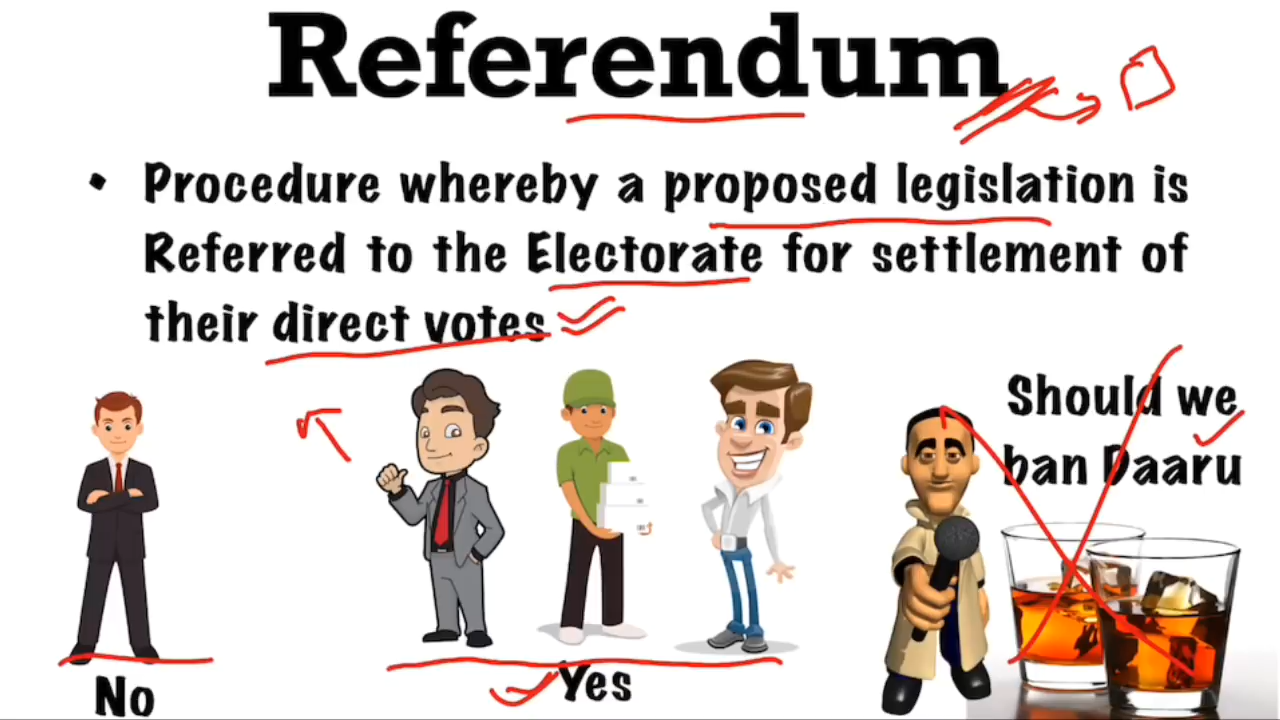 Referendum
• Procedure whereby a proposed legislation is
Referred to the Electorate for settlement of
their direct votes
Should we
ban Daaru
No
Yes